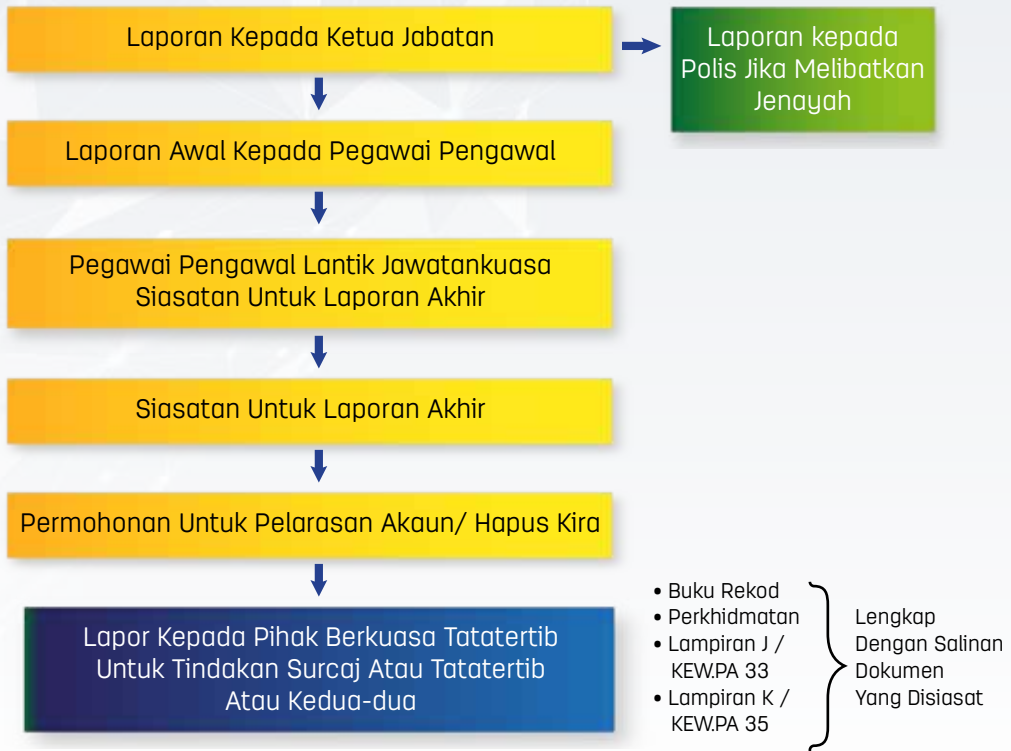 Laporan Kepada Ketua Jabatan
Laporan kepada
Polis Jika Melibatkan
Jenayah
Laporan Awal Kepada Pegawai Pengawal
Pegawai Pengawal Lantik Jawatankuasa
Siasatan Untuk Laporan Akhir
Siasatan Untuk Laporan Akhir
Permohonan Untuk Pelarasan Akaun/ Hapus Kira
Lapor Kepada Pihak Berkuasa Tatatertib
Untuk Tindakan Surcaj Atau Tatatertib
Atau Kedua-dua
• Buku Rekod
• Perkhidmatan
• Lampiran J /
KEW.PA 33
• Lampiran K /
KEW.PA 35
Lengkap
Dengan Salinan
Dokumen
Yang Disiasat